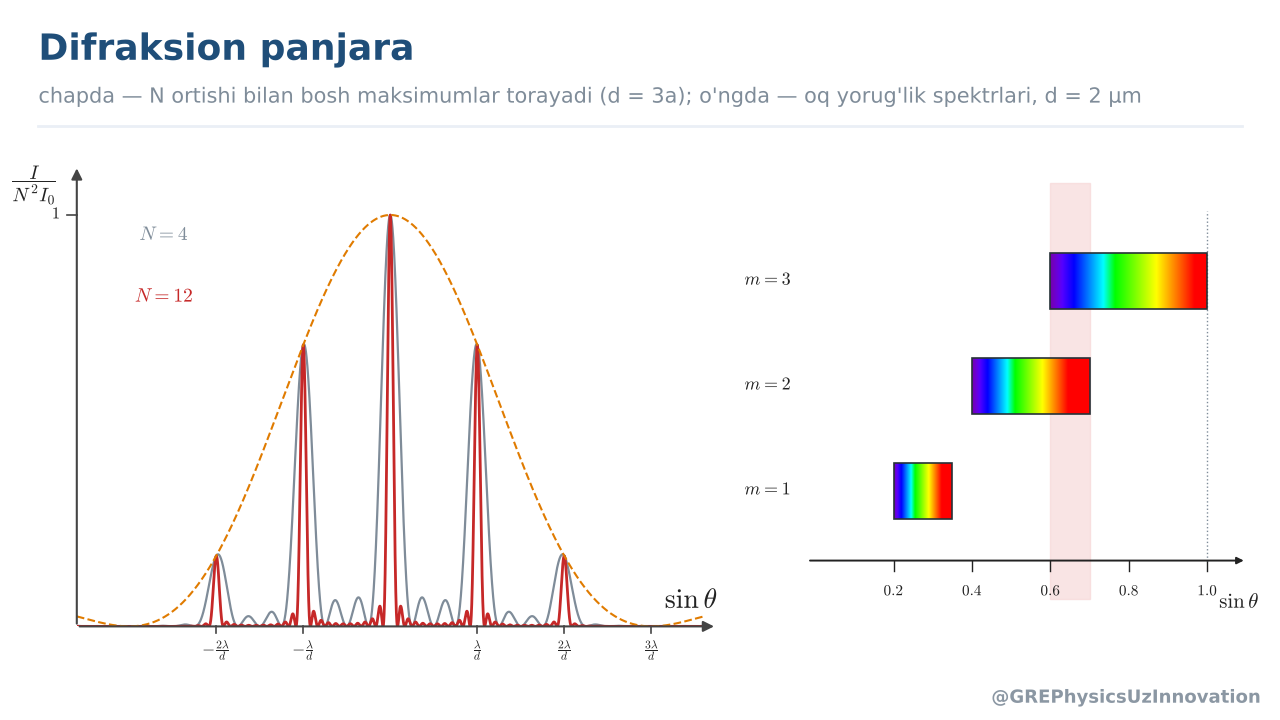 Difraksion panjara
chapda — N ortishi bilan bosh maksimumlar torayadi (d = 3a); o'ngda — oq yorug'lik spektrlari, d = 2 µm
I / N²I₀
1
N = 4
N = 12
sin θ
−2λ/d −λ/d λ/d 2λ/d 3λ/d
m = 3
m = 2
m = 1
0.2 0.4 0.6 0.8 1.0
sin θ
@GREPhysicsUzInnovation